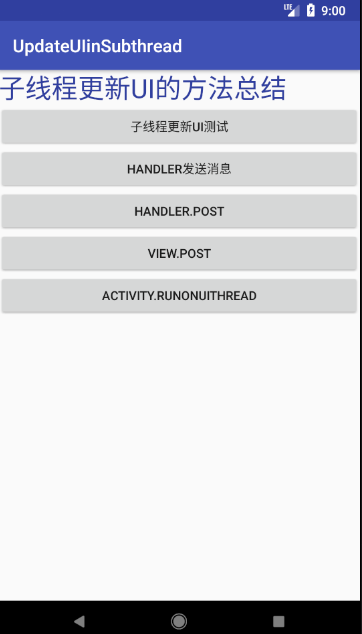 LTE 9:00
UpdateUIinSubthread
子线程更新UI的方法总结
子线程更新UI测试
HANDLER发送消息
HANDLER.POST
VIEW.POST
ACTIVITY.RUNONUITHREAD